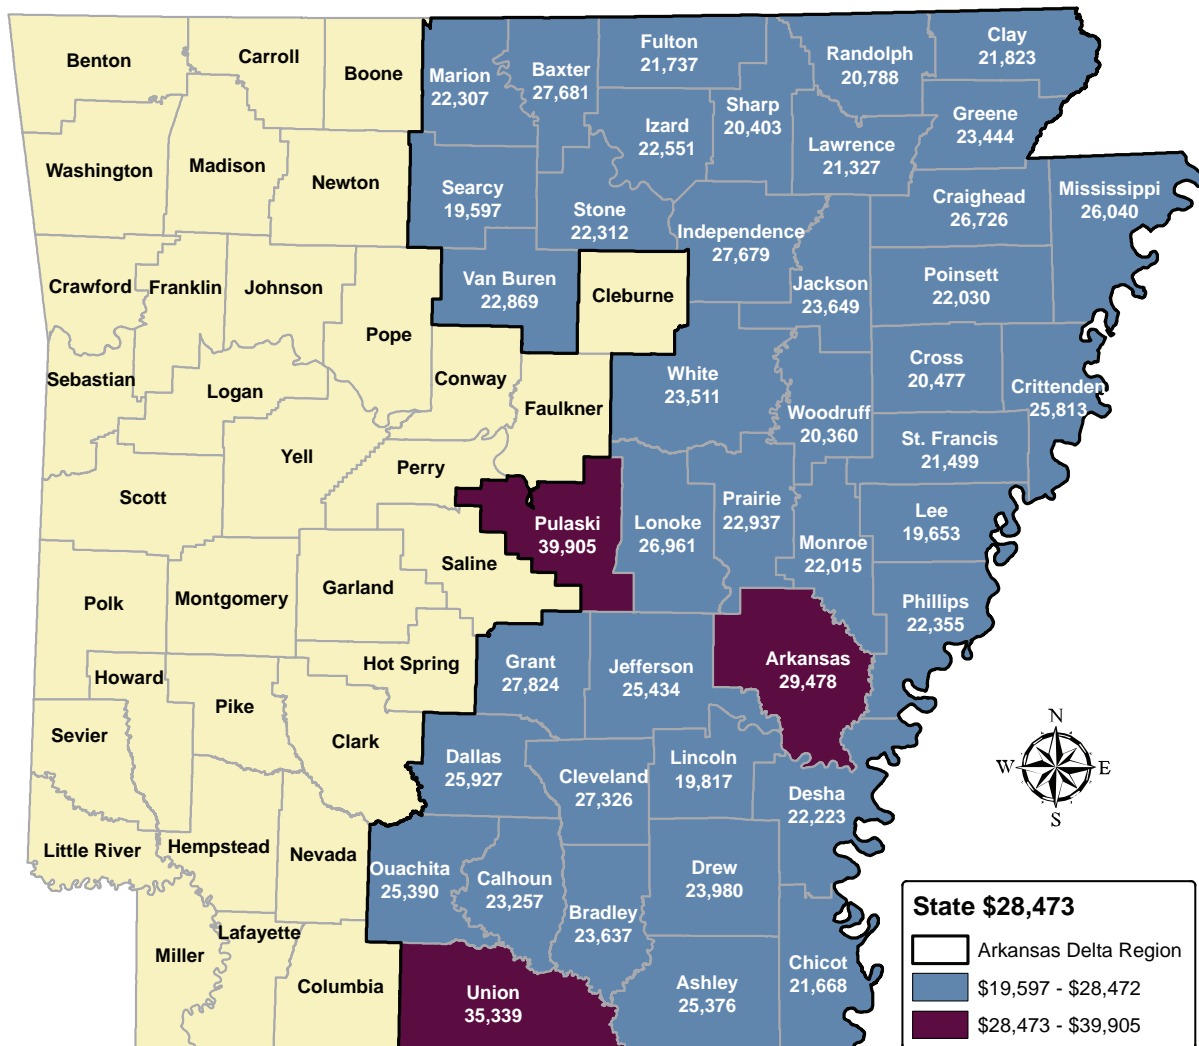 Benton
Carroll
Boone
Marion
22,307
Baxter
27,681
Fulton
21,737
Sharp
20,403
Randolph
20,788
Clay
21,823
Greene
23,444
Izard
22,551
Lawrence
21,327
Washington
Madison
Newton
Searcy
19,597
Stone
22,312
Independence
27,679
Craighead
26,726
Mississippi
26,040
Crawford
Franklin
Johnson
Pope
Van Buren
22,869
Cleburne
Jackson
23,649
Poinsett
22,030
Sebastian
Logan
Conway
Faulkner
White
23,511
Woodruff
20,360
Cross
20,477
Crittenden
25,813
St. Francis
21,499
Yell
Perry
Scott
Pulaski
39,905
Lonoke
26,961
Prairie
22,937
Monroe
22,015
Lee
19,653
Phillips
22,355
Saline
Garland
Montgomery
Polk
Hot Spring
Howard
Pike
Clark
Sevier
Grant
27,824
Jefferson
25,434
Arkansas
29,478
Dallas
25,927
Cleveland
27,326
Lincoln
19,817
Desha
22,223
Little River
Hempstead
Nevada
Ouachita
25,390
Calhoun
23,257
Bradley
23,637
Drew
23,980
Miller
Lafayette
Columbia
Union
35,339
Ashley
25,376
Chicot
21,668
N
W
E
S
State $28,473
Arkansas Delta Region
$19,597 - $28,472
$28,473 - $39,905